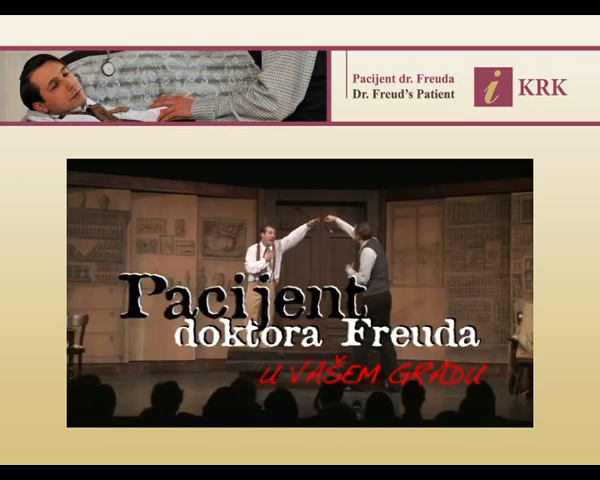 Pacijent dr. Freuda
Dr. Freud's Patient
i KRK
Pacijent
doktora Freuda
U VAŠEM GRADU